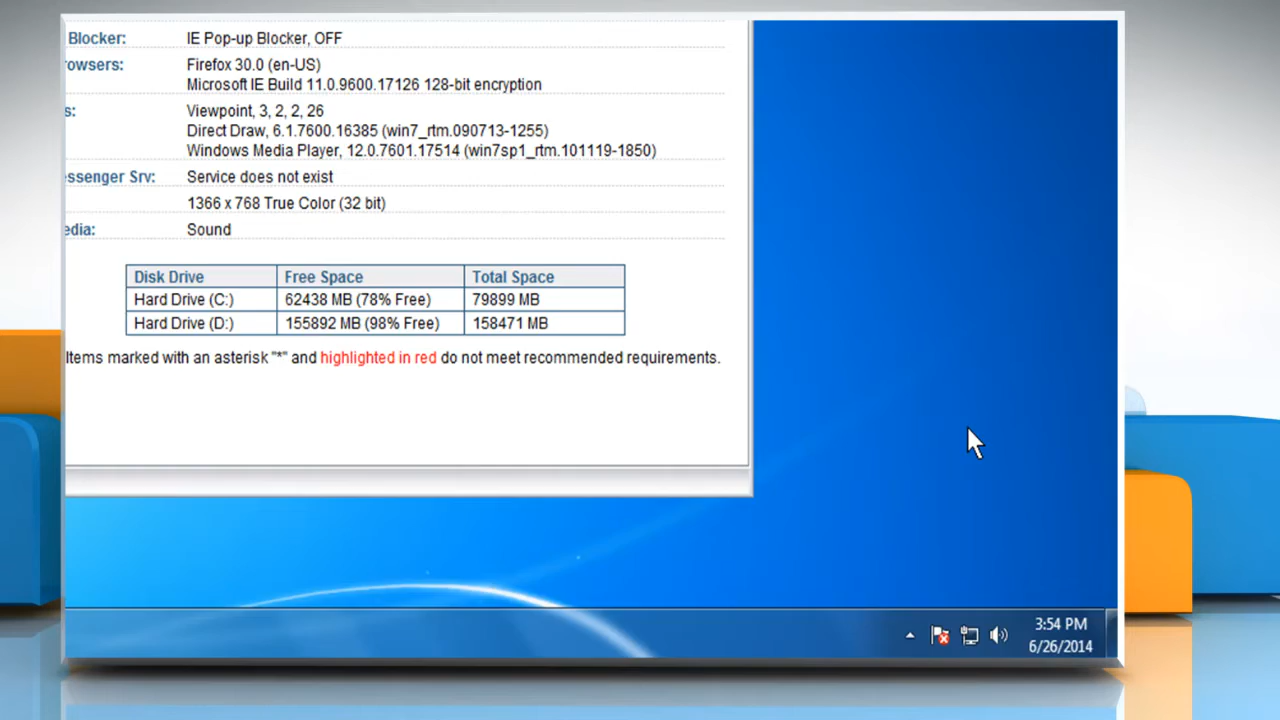 Blocker: IE Pop-up Blocker, OFF
rowsers: Firefox 30.0 (en-US)
Microsoft IE Build 11.0.9600.17126 128-bit encryption
s: Viewpoint, 3, 2, 2, 26
Direct Draw, 6.1.7600.16385 (win7_rtm.090713-1255)
Windows Media Player, 12.0.7601.17514 (win7sp1_rtm.101119-1850)
essenger Srv: Service does not exist
1366 x 768 True Color (32 bit)
edia: Sound
Disk Drive Free Space Total Space
Hard Drive (C:) 62438 MB (78% Free) 79899 MB
Hard Drive (D:) 155892 MB (98% Free) 158471 MB
Items marked with an asterisk "*" and highlighted in red do not meet recommended requirements.
3:54 PM
6/26/2014